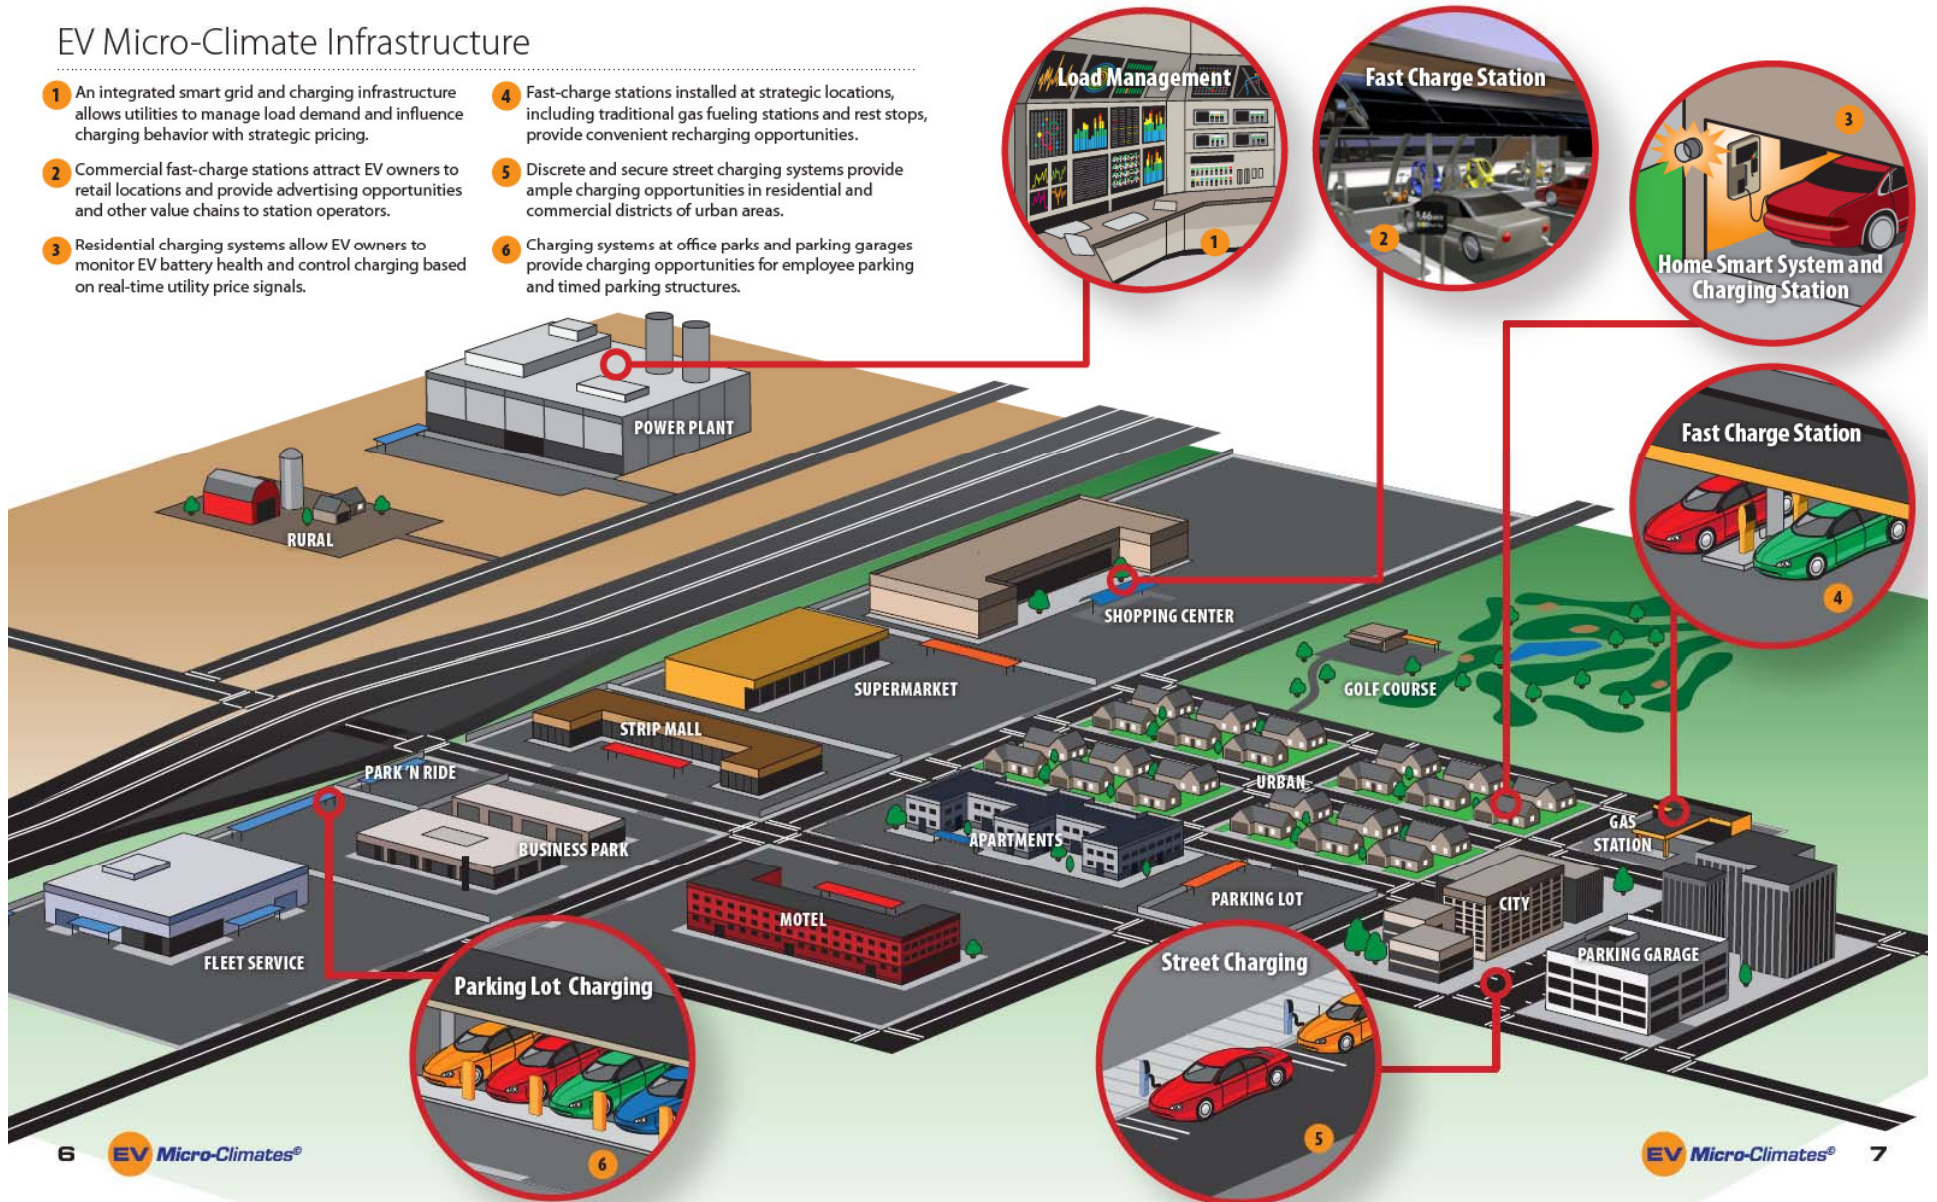 EV Micro-Climate Infrastructure
1 An integrated smart grid and charging infrastructure
allows utilities to manage load demand and influence
charging behavior with strategic pricing.
2 Commercial fast-charge stations attract EV owners to
retail locations and provide advertising opportunities
and other value chains to station operators.
3 Residential charging systems allow EV owners to
monitor EV battery health and control charging based
on real-time utility price signals.
4 Fast-charge stations installed at strategic locations,
including traditional gas fueling stations and rest stops,
provide convenient recharging opportunities.
5 Discrete and secure street charging systems provide
ample charging opportunities in residential and
commercial districts of urban areas.
6 Charging systems at office parks and parking garages
provide charging opportunities for employee parking
and timed parking structures.
Load Management
1
Fast Charge Station
2
3
Home Smart System and
Charging Station
Fast Charge Station
4
POWER PLANT
RURAL
SHOPPING CENTER
SUPERMARKET
GOLF COURSE
STRIP MALL
PARK 'N RIDE
URBAN
GAS
STATION
APARTMENTS
BUSINESS PARK
PARKING LOT
CITY
MOTEL
PARKING GARAGE
FLEET SERVICE
Parking Lot Charging
6
Street Charging
5
6 EV Micro-Climates©
EV Micro-Climates© 7